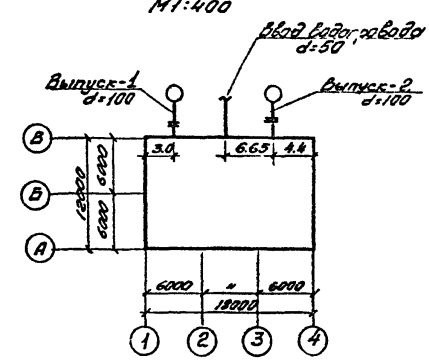 М1:400
Ввод водопровода
d=50
Выпуск-1
d=100
Выпуск-2
d=100
В
3.0
6.65
4.4
6000
12000
Б
6000
А
6000
"
6000
18000
1
2
3
4